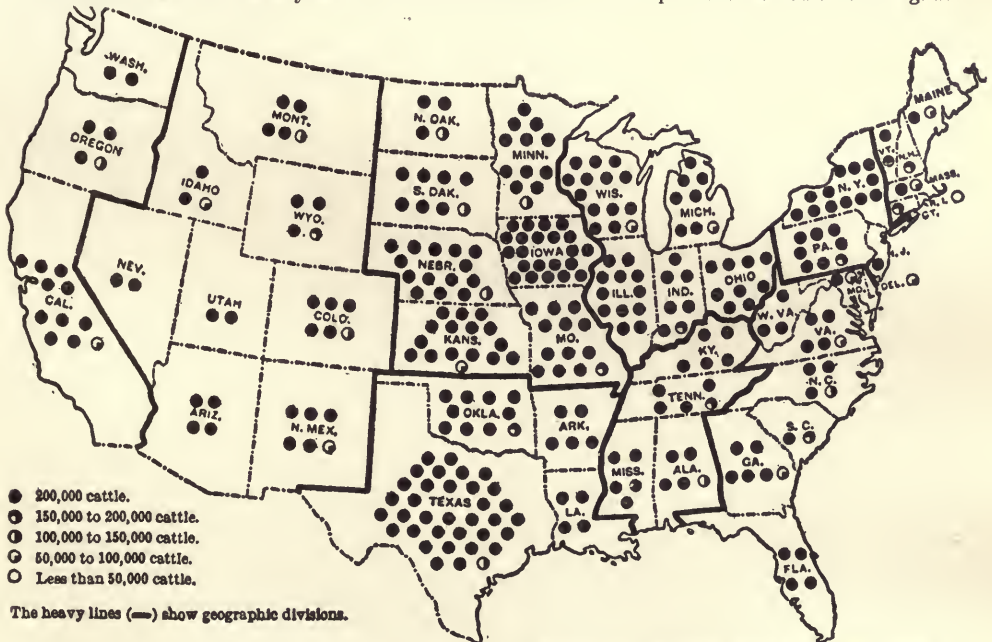 WASH.
MONT.
N. DAK.
MINN.
MAINE
OREGON
IDAHO
S. DAK.
WIS.
MICH.
VT.
N.H.
N. Y.
MASS.
R. I.
CT.
WYO.
NEBR.
IOWA
PA.
N. J.
NEV.
UTAH
COLO.
ILL.
IND.
OHIO
MD.
DEL.
CAL.
KANS.
MO.
W. VA.
VA.
KY.
N. C.
ARIZ.
N. MEX.
OKLA.
ARK.
TENN.
S. C.
TEXAS
LA.
MISS.
ALA.
GA.
FLA.
200,000 cattle.
150,000 to 200,000 cattle.
100,000 to 150,000 cattle.
50,000 to 100,000 cattle.
Less than 50,000 cattle.
The heavy lines (▬) show geographic divisions.